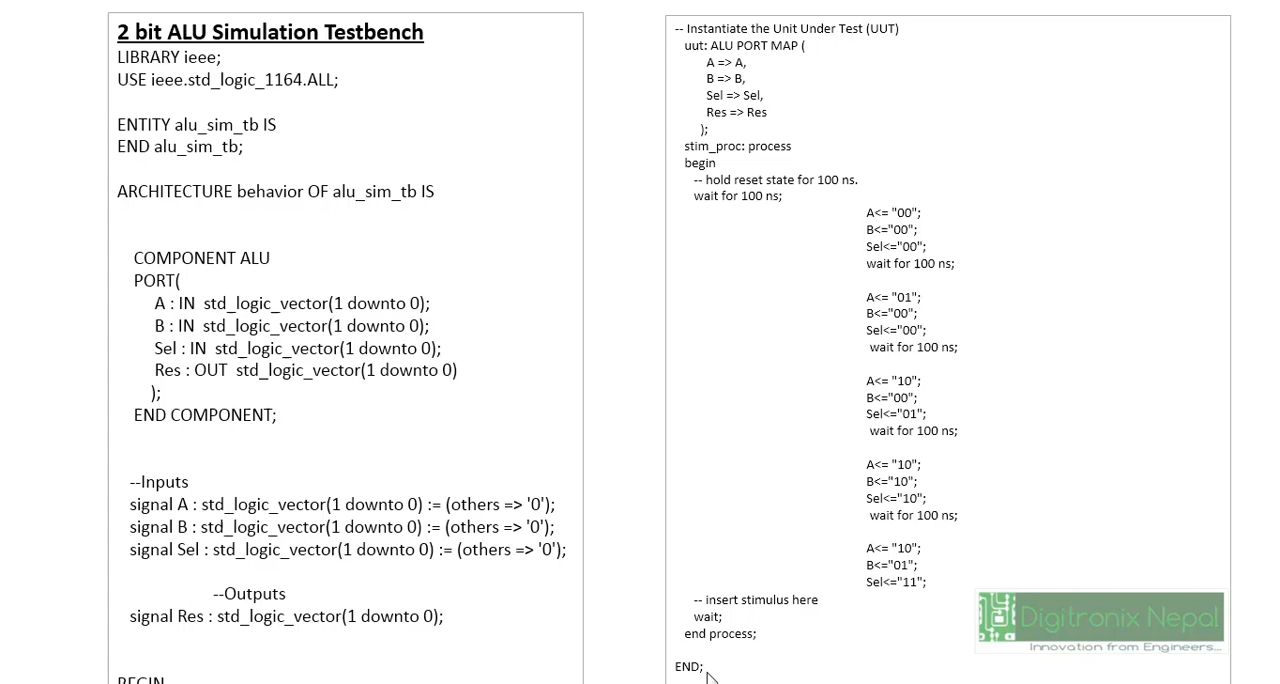 2 bit ALU Simulation Testbench
LIBRARY ieee;
USE ieee.std_logic_1164.ALL;
ENTITY alu_sim_tb IS
END alu_sim_tb;
ARCHITECTURE behavior OF alu_sim_tb IS
COMPONENT ALU
PORT(
A : IN  std_logic_vector(1 downto 0);
B : IN  std_logic_vector(1 downto 0);
Sel : IN  std_logic_vector(1 downto 0);
Res : OUT  std_logic_vector(1 downto 0)
);
END COMPONENT;
--Inputs
signal A : std_logic_vector(1 downto 0) := (others => '0');
signal B : std_logic_vector(1 downto 0) := (others => '0');
signal Sel : std_logic_vector(1 downto 0) := (others => '0');
--Outputs
signal Res : std_logic_vector(1 downto 0);
BEGIN
-- Instantiate the Unit Under Test (UUT)
uut: ALU PORT MAP (
A => A,
B => B,
Sel => Sel,
Res => Res
);
stim_proc: process
begin
-- hold reset state for 100 ns.
wait for 100 ns;
A<= "00";
B<="00";
Sel<="00";
wait for 100 ns;
A<= "01";
B<="00";
Sel<="00";
wait for 100 ns;
A<= "10";
B<="00";
Sel<="01";
wait for 100 ns;
A<= "10";
B<="10";
Sel<="10";
wait for 100 ns;
A<= "10";
B<="01";
Sel<="11";
-- insert stimulus here
wait;
end process;
END;
Digitronix Nepal
Innovation from Engineers...